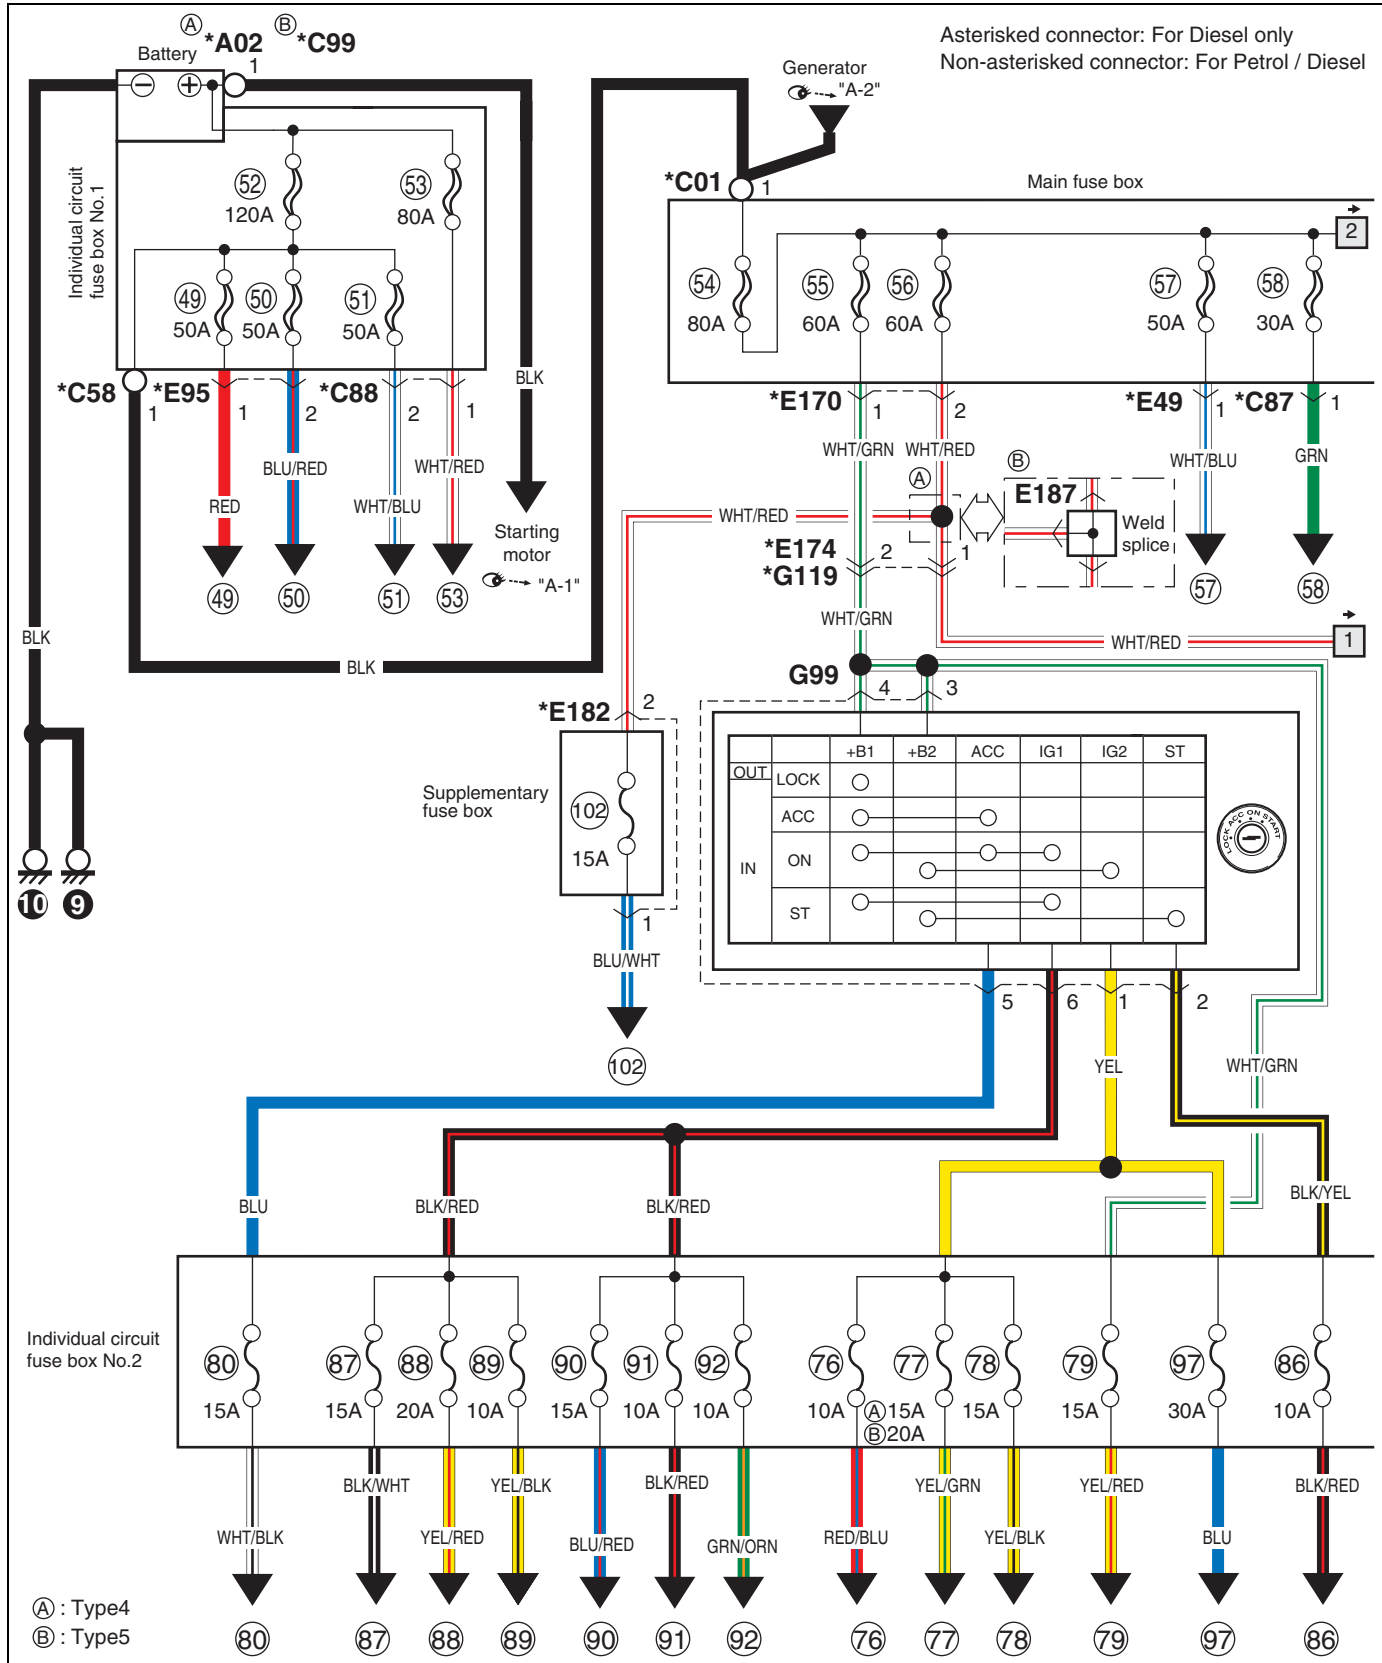 Ⓐ *A02 Ⓑ *C99
Battery 1
Asterisked connector: For Diesel only
Non-asterisked connector: For Petrol / Diesel
Generator
"A-2"
− +
Individual circuit
fuse box No.1
52
120A
53
80A
49
50A
50
50A
51
50A
*C01 1
Main fuse box
2
54
80A
55
60A
56
60A
57
50A
58
30A
*C58 1
*E95 1 2
*C88 2 1
BLK
*E170 1 2
*E49 1
*C87 1
BLU/RED
WHT/RED
RED
WHT/BLU
WHT/GRN WHT/RED
WHT/BLU
GRN
Ⓐ
Ⓑ
E187
Weld
splice
WHT/RED
Starting
motor
"A-1"
*E174 2 1
*G119
49 50 51 53
57 58
BLK
BLK
WHT/GRN
WHT/RED
1
G99 4 3
*E182 2
Supplementary
fuse box
102
15A
1
BLU/WHT
102
10 9
+B1 +B2 ACC IG1 IG2 ST
OUT LOCK
IN
ACC
ON
ST
LOCK ACC ON START
5 6 1 2
YEL
WHT/GRN
BLU
BLK/RED
BLK/RED
BLK/YEL
Individual circuit
fuse box No.2
80 87 88 89 90 91 92 76 77 78 79 97 86
15A 15A 20A 10A 15A 10A 10A 10A Ⓐ15A 15A 15A 30A 10A
Ⓑ20A
BLK/WHT YEL/BLK BLK/RED YEL/GRN YEL/RED BLK/RED
WHT/BLK YEL/RED BLU/RED GRN/ORN RED/BLU YEL/BLK BLU
Ⓐ : Type4
Ⓑ : Type5
80 87 88 89 90 91 92 76 77 78 79 97 86